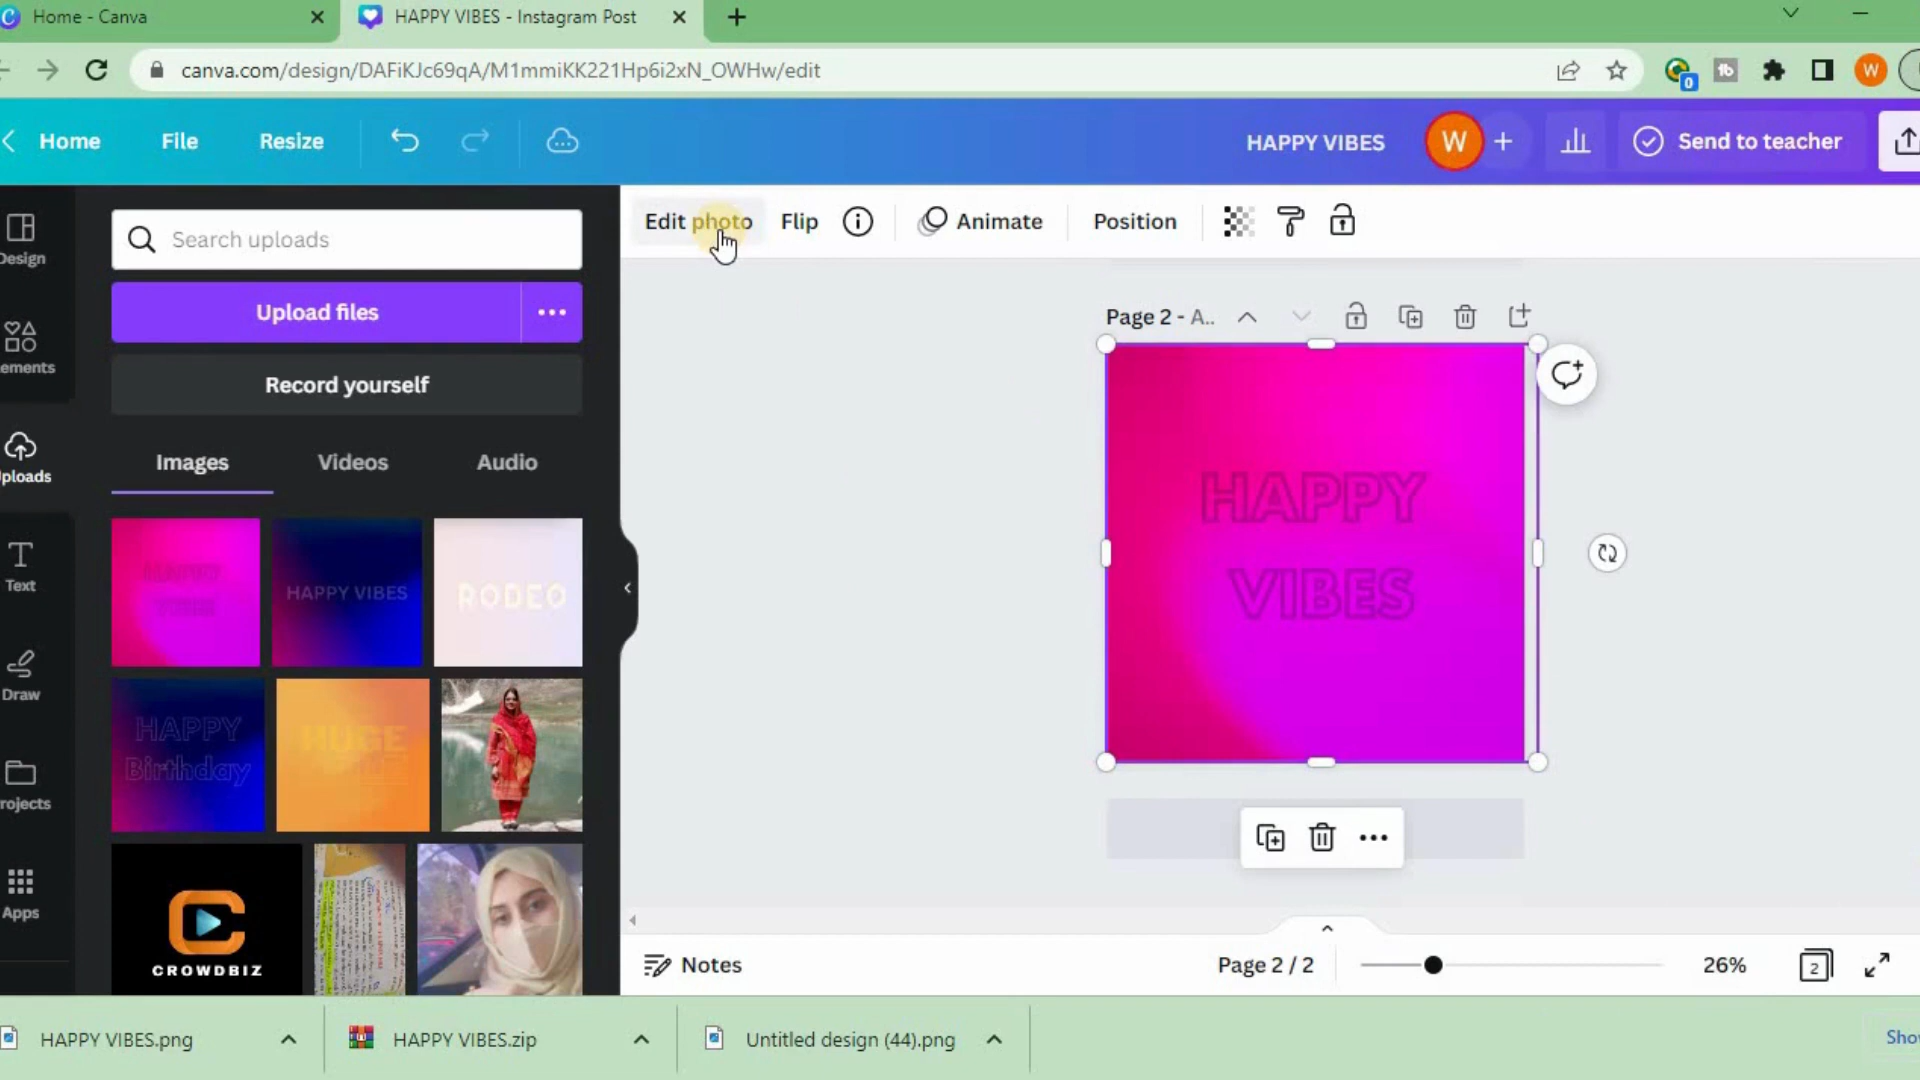 Home - Canva
HAPPY VIBES - Instagram Post
canva.com/design/DAFiKJc69qA/M1mmiKK221Hp6i2xN_OWHw/edit
0
W
Home
File
Resize
HAPPY VIBES
W
Send to teacher
Design
ements
ploads
Text
Draw
rojects
Apps
Search uploads
Upload files
Record yourself
Images
Videos
Audio
HAPPY VIBES
RODEO
HAPPY
Birthday
HUGE
CROWDBIZ
Edit photo
Flip
Animate
Position
Page 2 - A..
HAPPY
VIBES
Notes
Page 2 / 2
26%
2
HAPPY VIBES.png
HAPPY VIBES.zip
Untitled design (44).png
Show